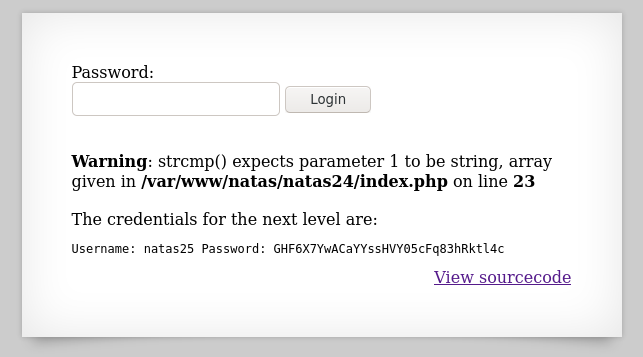 Password:
Login
Warning: strcmp() expects parameter 1 to be string, array
given in /var/www/natas/natas24/index.php on line 23
The credentials for the next level are:
Username: natas25 Password: GHF6X7YwACaYYssHVY05cFq83hRktl4c
View sourcecode